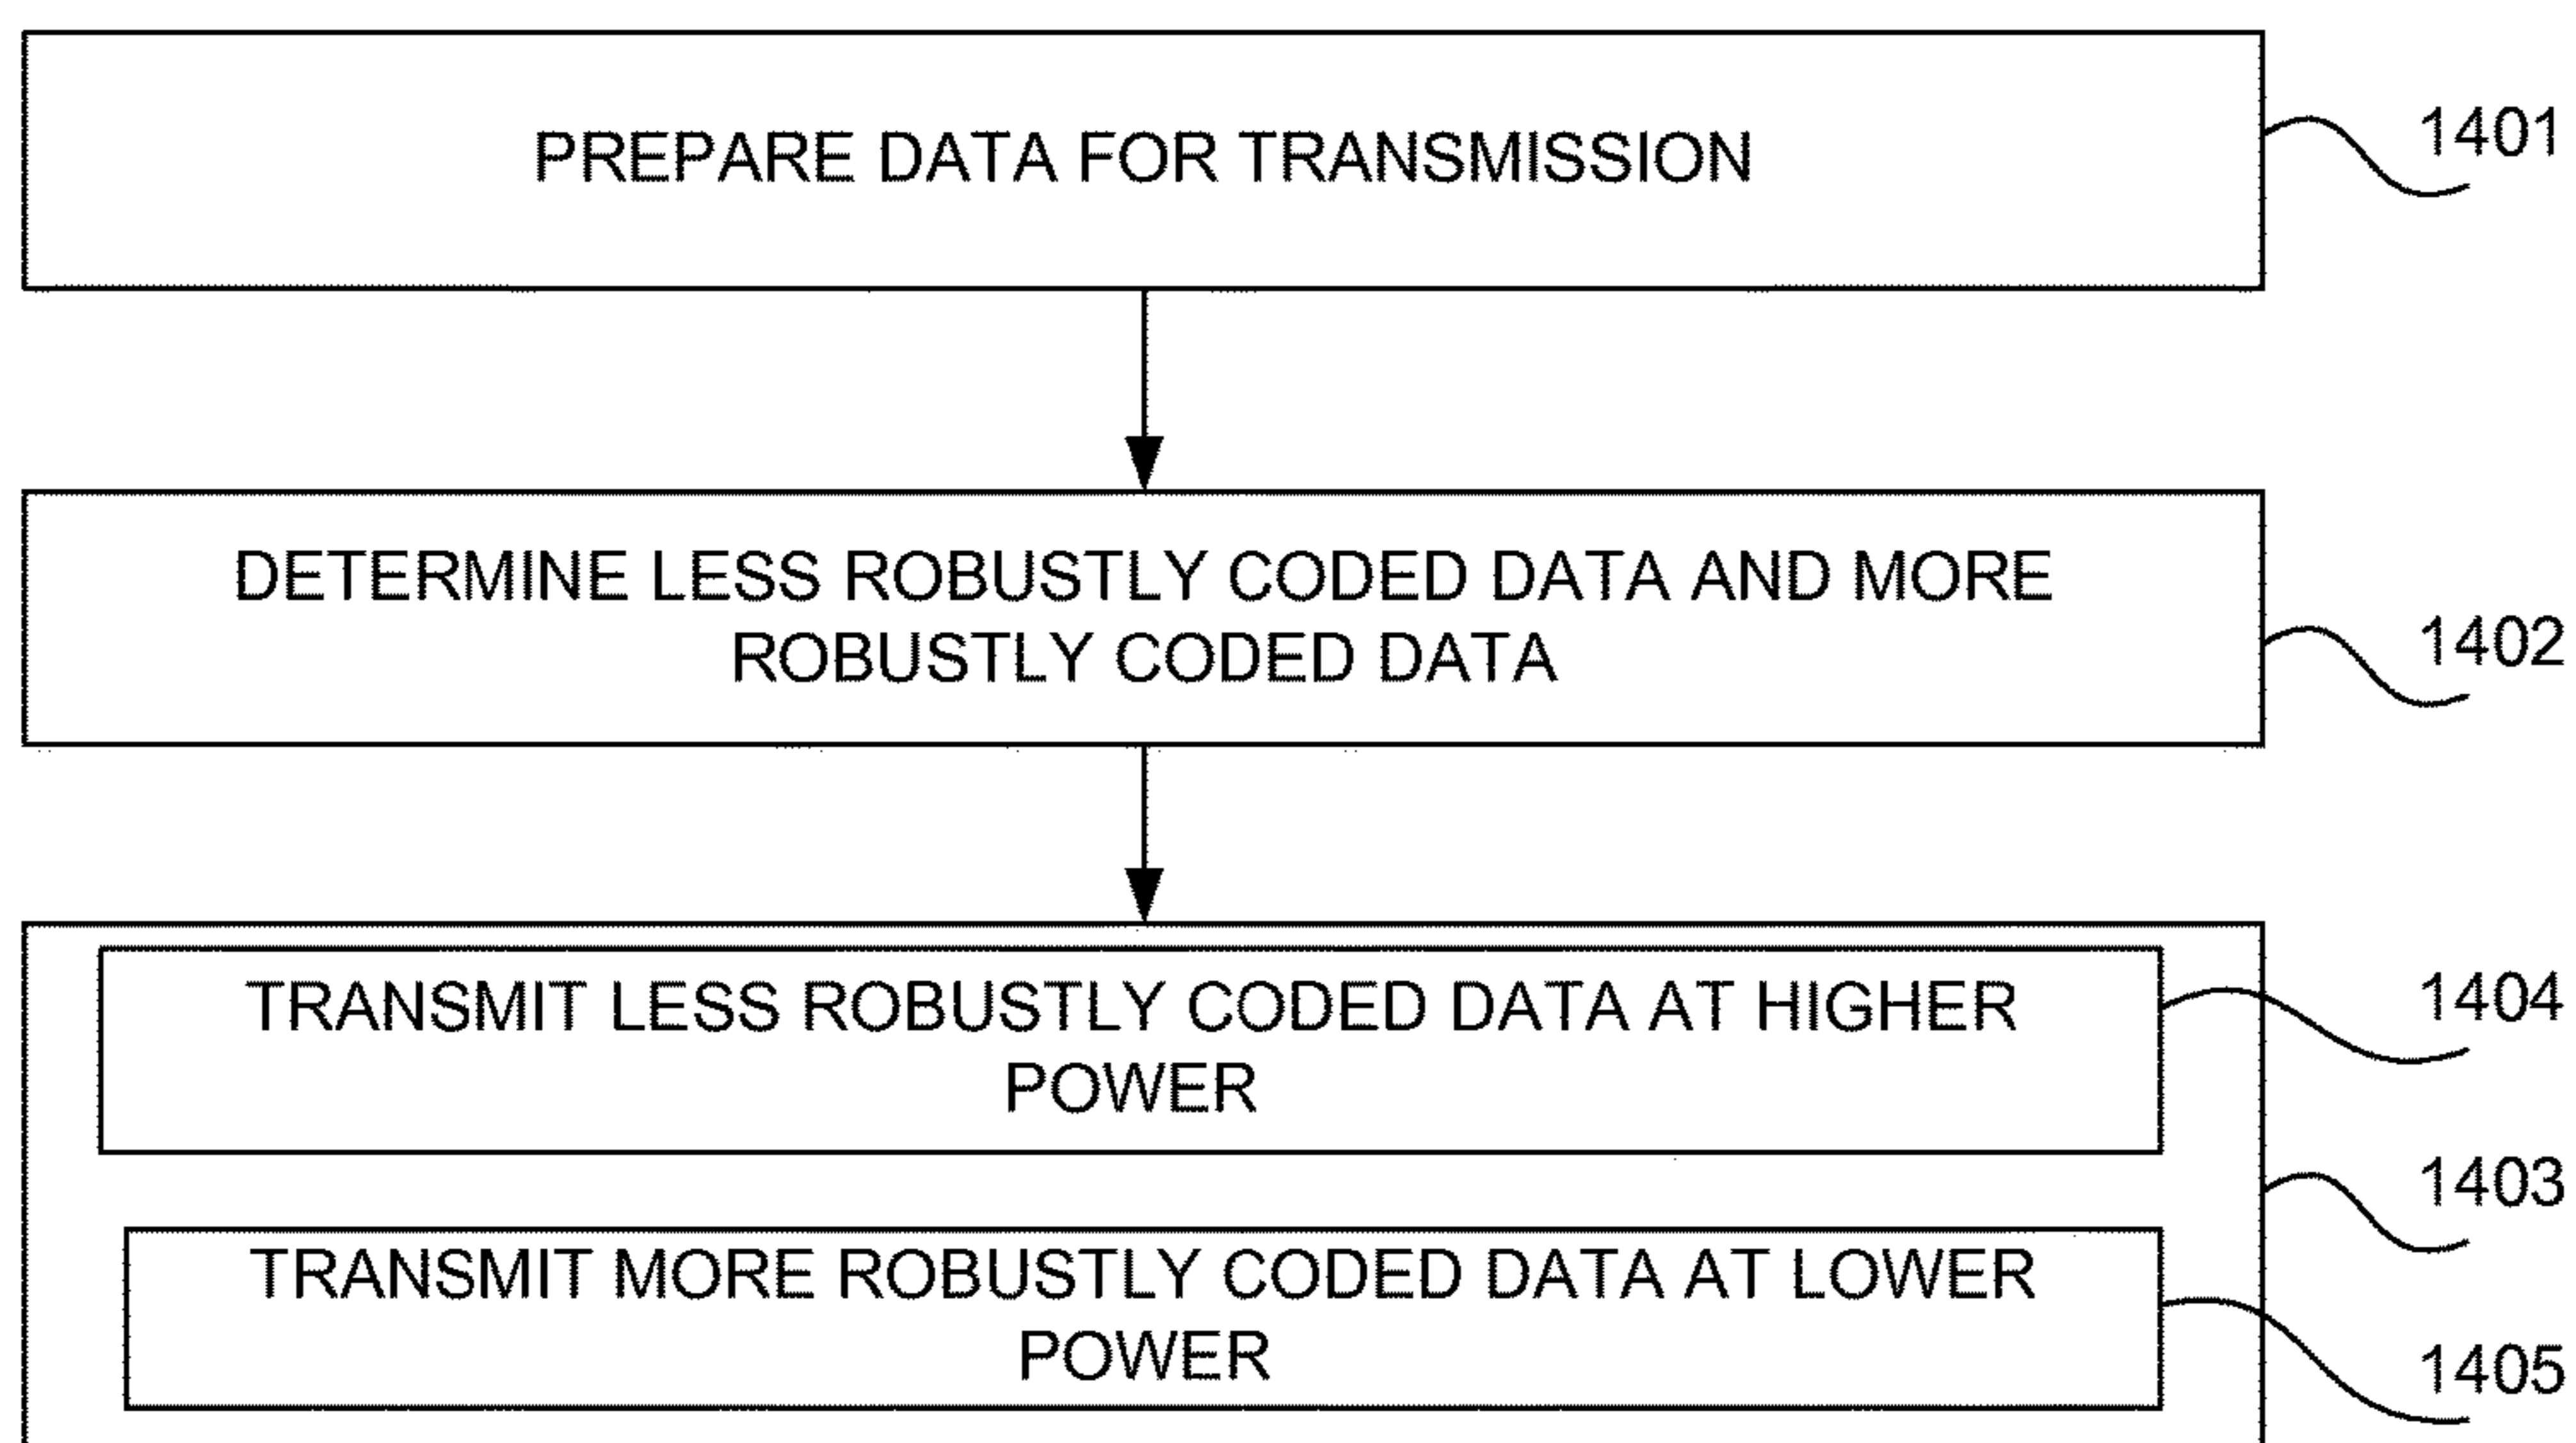 PREPARE DATA FOR TRANSMISSION
1401
DETERMINE LESS ROBUSTLY CODED DATA AND MORE
ROBUSTLY CODED DATA
1402
TRANSMIT LESS ROBUSTLY CODED DATA AT HIGHER
POWER
1404
1403
TRANSMIT MORE ROBUSTLY CODED DATA AT LOWER
POWER
1405